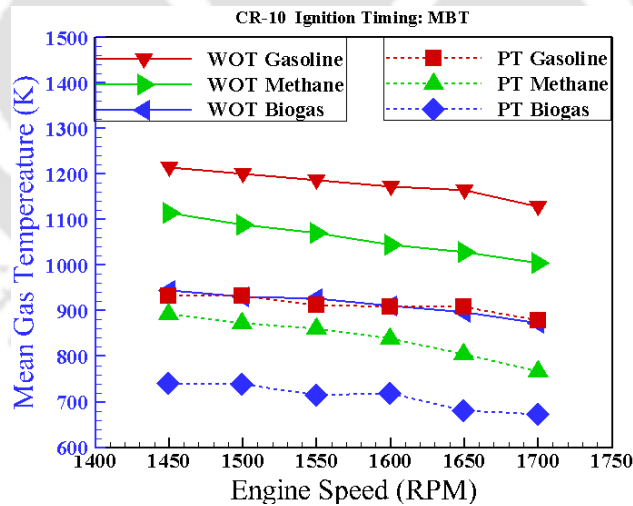 CR-10 Ignition Timing: MBT
1500
1400
1300
1200
1100
1000
900
800
700
600
Mean Gas Tempereature (K)
WOT Gasoline
WOT Methane
WOT Biogas
PT Gasoline
PT Methane
PT Biogas
1400 1450 1500 1550 1600 1650 1700 1750
Engine Speed (RPM)